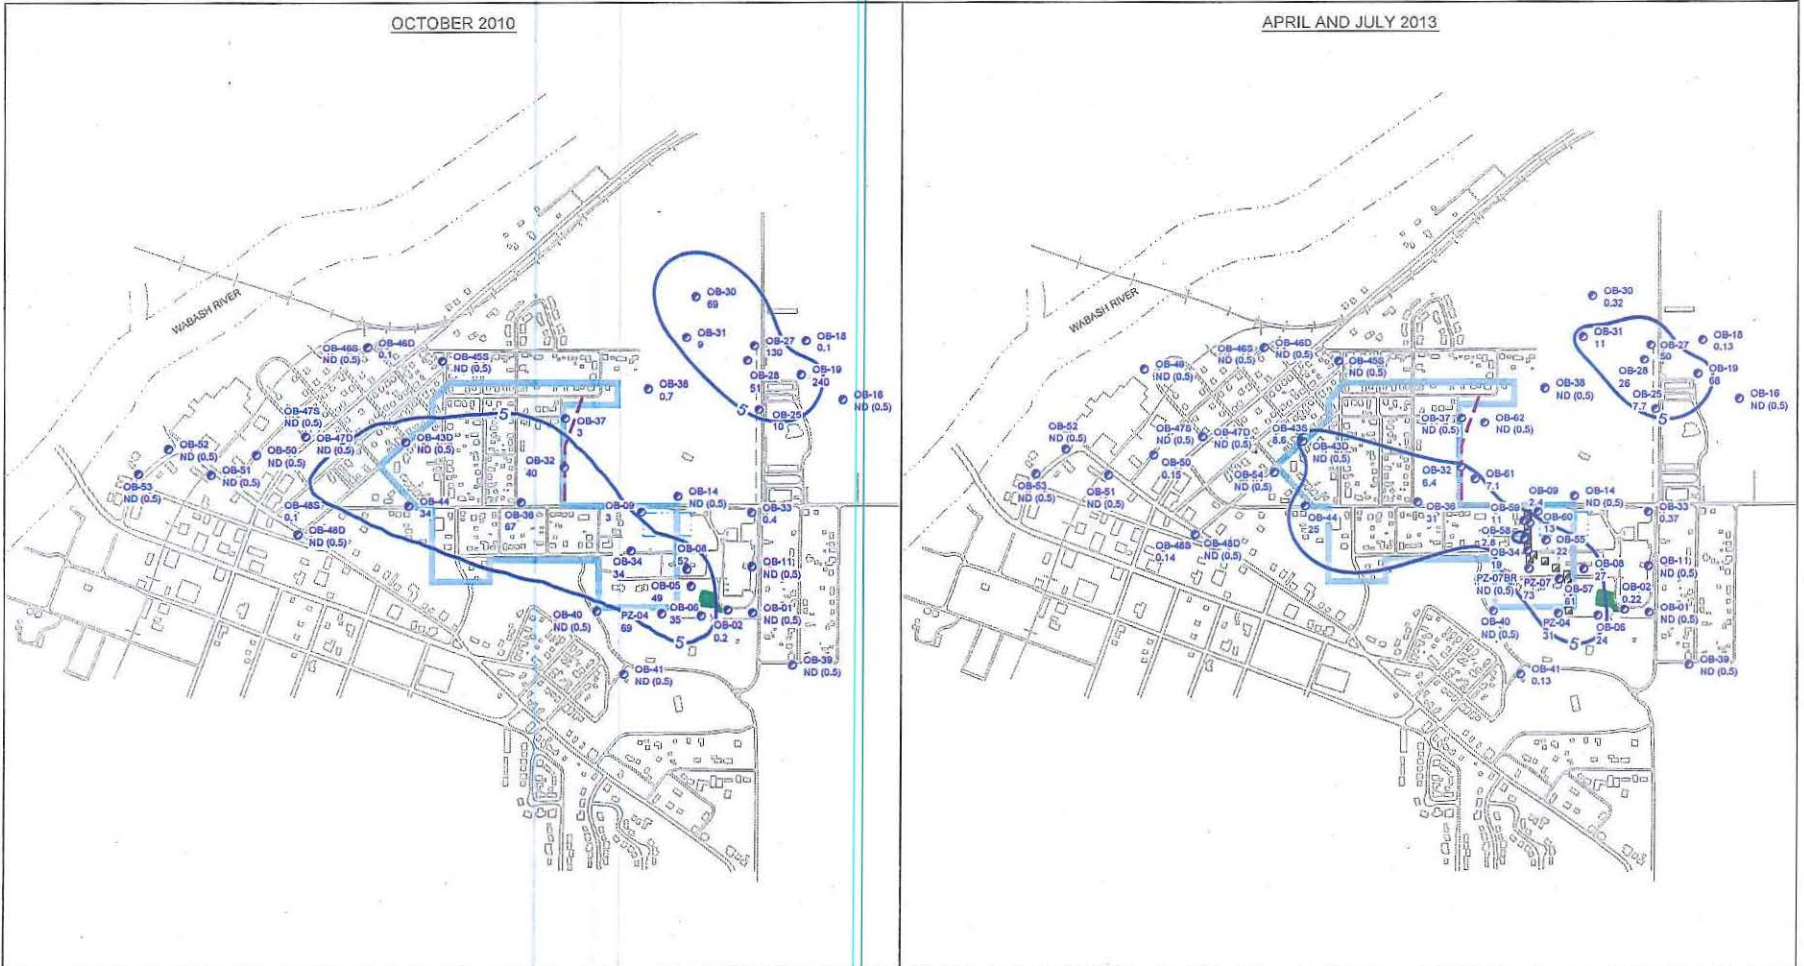 OCTOBER 2010
WABASH RIVER
OB-30
69
OB-31
9
OB-27
130
OB-18
0.1
OB-28
51
OB-19
240
OB-16
ND (0.5)
OB-25
10
5
OB-38
0.7
OB-46S
ND (0.5)
OB-46D
0.1
OB-45S
ND (0.5)
OB-47S
ND (0.5)
OB-47D
ND (0.5)
OB-43D
ND (0.5)
5
OB-37
3
OB-52
ND (0.5)
OB-50
ND (0.5)
OB-51
ND (0.5)
OB-53
ND (0.5)
OB-32
40
OB-48S
0.1
OB-48D
ND (0.5)
OB-44
34
OB-36
67
OB-09
3
OB-14
ND (0.5)
OB-33
0.4
OB-34
34
OB-08
52
OB-11
ND (0.5)
OB-05
49
OB-40
ND (0.5)
PZ-04
69
OB-06
35
OB-02
0.2
OB-01
ND (0.5)
5
OB-41
ND (0.5)
OB-39
ND (0.5)
APRIL AND JULY 2013
WABASH RIVER
OB-30
0.32
OB-31
11
OB-27
50
OB-18
0.13
OB-28
26
OB-19
68
OB-16
ND (0.5)
OB-25
7.7
5
OB-38
ND (0.5)
OB-46S
ND (0.5)
OB-46D
ND (0.5)
OB-45S
ND (0.5)
OB-49
ND (0.5)
OB-47S
ND (0.5)
OB-47D
ND (0.5)
OB-43S
8.6
OB-43D
ND (0.5)
OB-37
ND (0.5)
OB-62
ND (0.5)
OB-52
ND (0.5)
OB-50
0.15
OB-54
ND (0.5)
OB-53
ND (0.5)
OB-51
ND (0.5)
OB-32
6.4
OB-61
7.1
OB-44
25
OB-36
31
OB-09
2.4
OB-14
ND (0.5)
OB-59
11
OB-60
13
OB-33
0.37
OB-58
2.8
OB-48S
0.14
OB-48D
ND (0.5)
OB-34
19
OB-55
22
OB-08
27
OB-11
ND (0.5)
PZ-07BR
ND (0.5)
PZ-07
73
OB-57
61
OB-02
0.22
OB-01
ND (0.5)
OB-40
ND (0.5)
PZ-04
31
OB-06
24
5
OB-41
0.13
OB-39
ND (0.5)